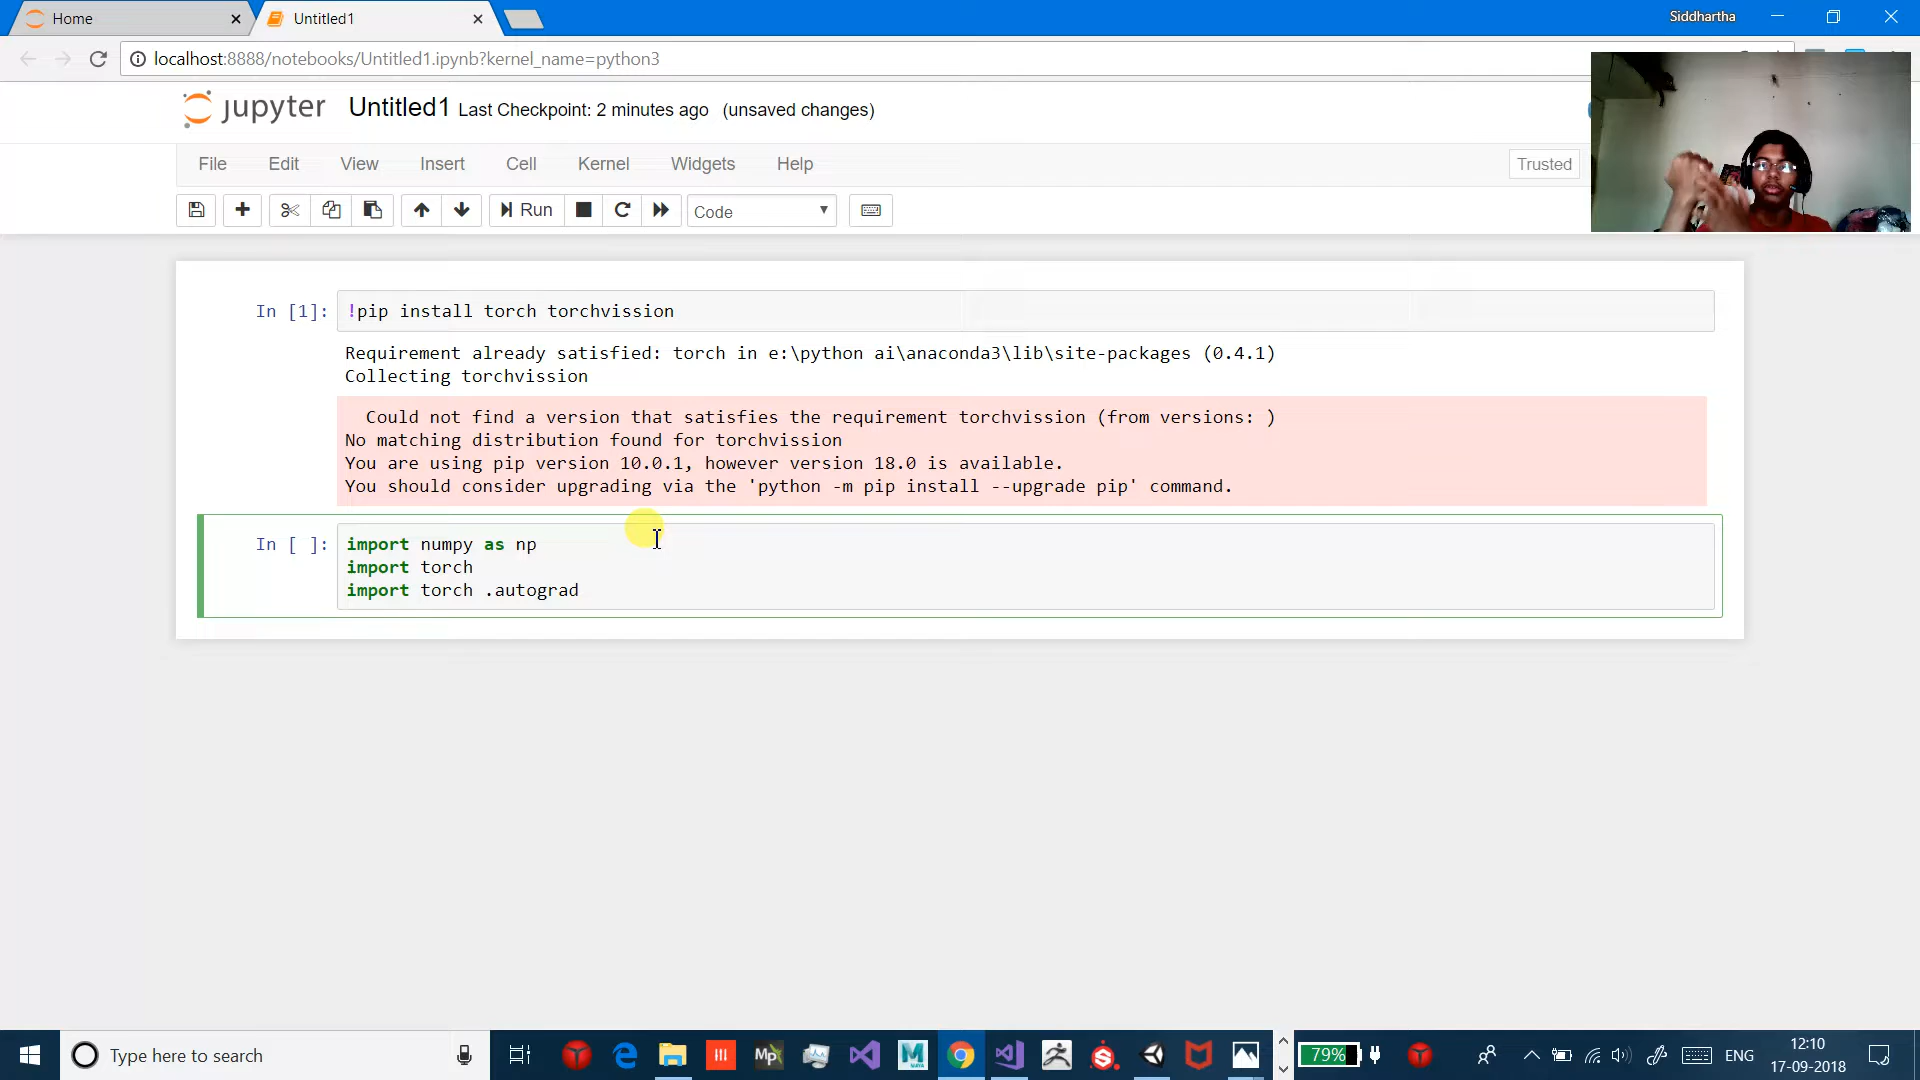 Home
Untitled1
Siddhartha
localhost:8888/notebooks/Untitled1.ipynb?kernel_name=python3
jupyter Untitled1 Last Checkpoint: 2 minutes ago (unsaved changes)
File Edit View Insert Cell Kernel Widgets Help
Trusted
Run
Code
In [1]: !pip install torch torchvission
Requirement already satisfied: torch in e:\python ai\anaconda3\lib\site-packages (0.4.1)
Collecting torchvission
Could not find a version that satisfies the requirement torchvission (from versions: )
No matching distribution found for torchvission
You are using pip version 10.0.1, however version 18.0 is available.
You should consider upgrading via the 'python -m pip install --upgrade pip' command.
In [ ]: import numpy as np
import torch
import torch .autograd
Type here to search
Mp
M
MAYA
S
79%
ENG
12:10
17-09-2018